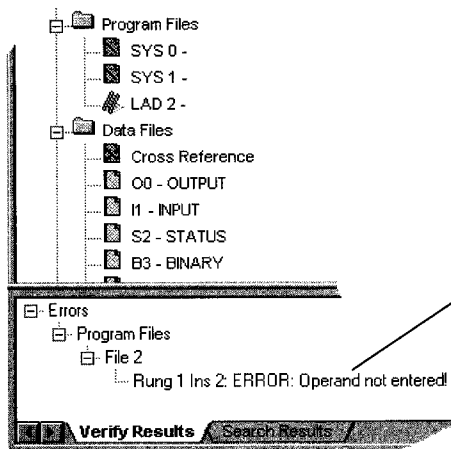 Program Files
SYS 0 -
SYS 1 -
LAD 2 -
Data Files
Cross Reference
O0 - OUTPUT
I1 - INPUT
S2 - STATUS
B3 - BINARY
Errors
Program Files
File 2
Rung 1 Ins 2: ERROR: Operand not entered!
Verify Results
Search Results